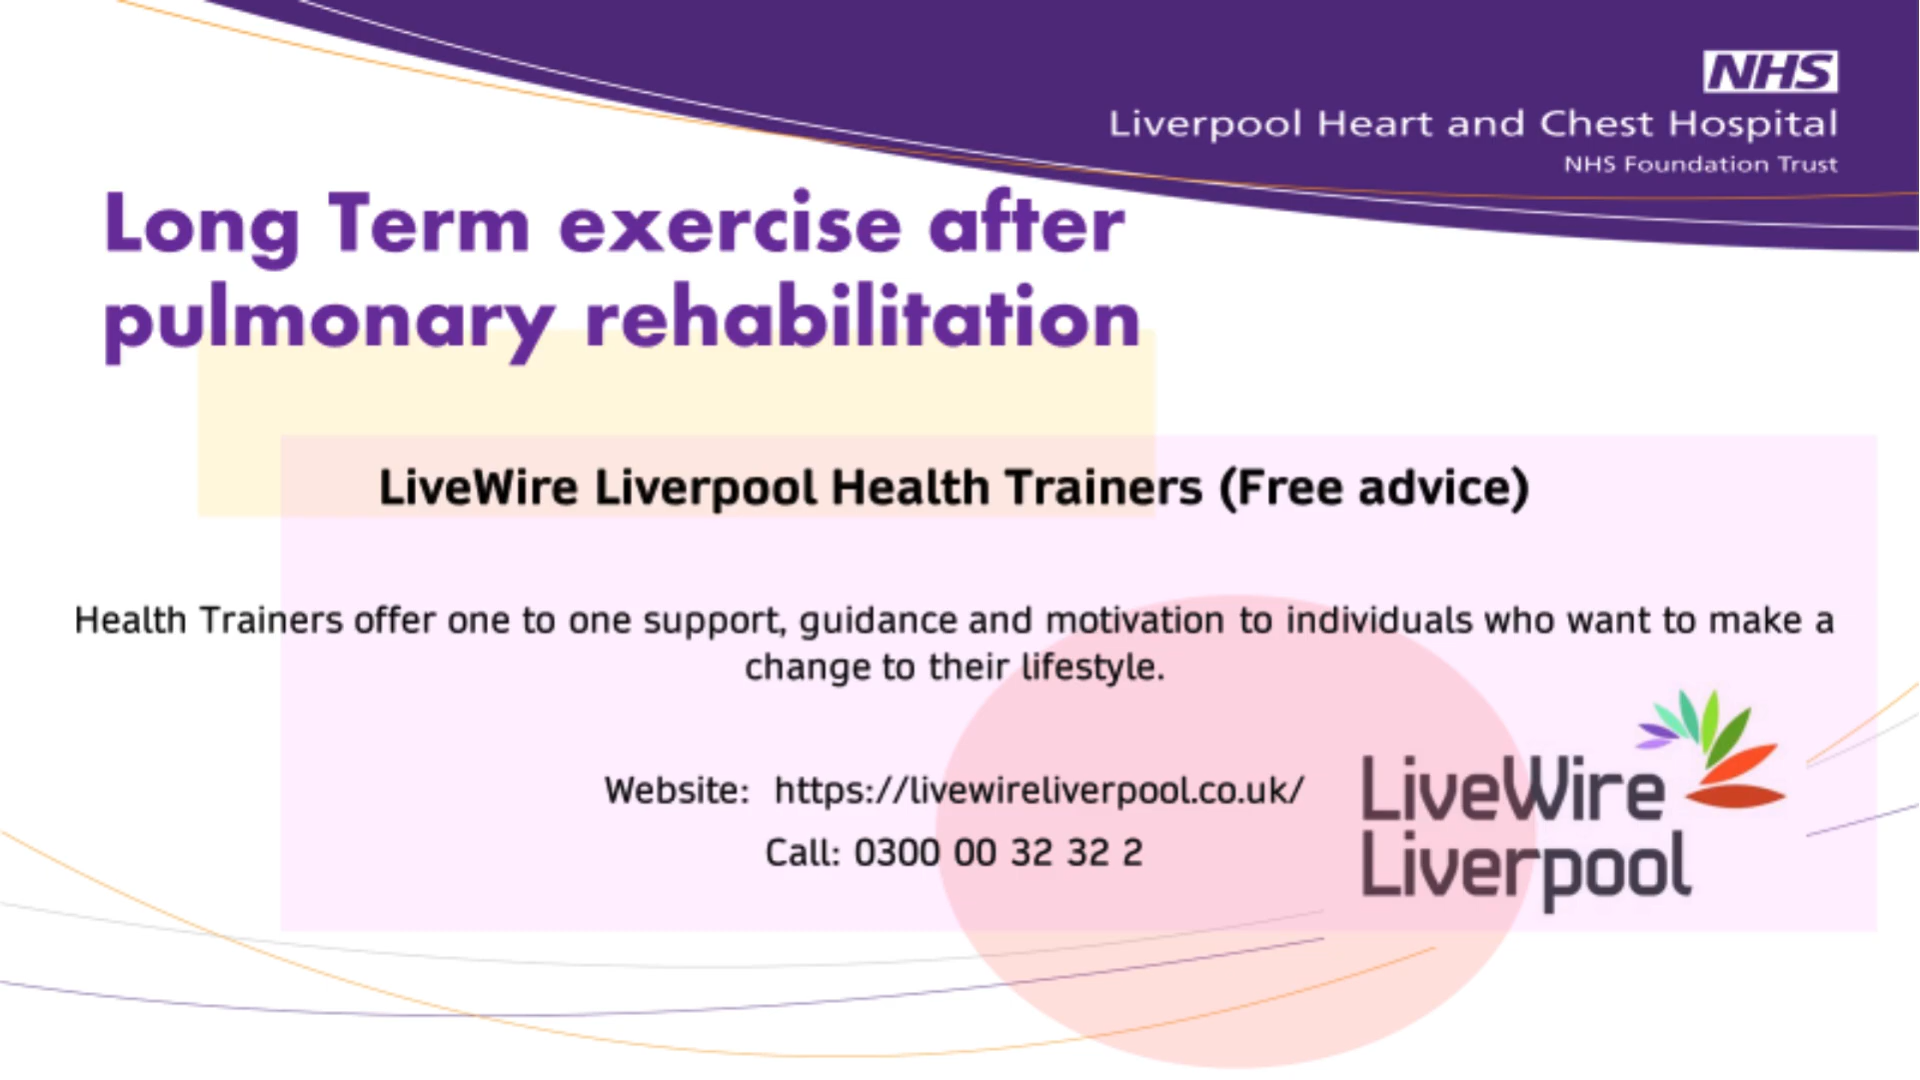 NHS
Liverpool Heart and Chest Hospital
NHS Foundation Trust
Long Term exercise after
pulmonary rehabilitation
LiveWire Liverpool Health Trainers (Free advice)
Health Trainers offer one to one support, guidance and motivation to individuals who want to make a
change to their lifestyle.
Website: https://livewireliverpool.co.uk/
Call: 0300 00 32 32 2
LiveWire
Liverpool